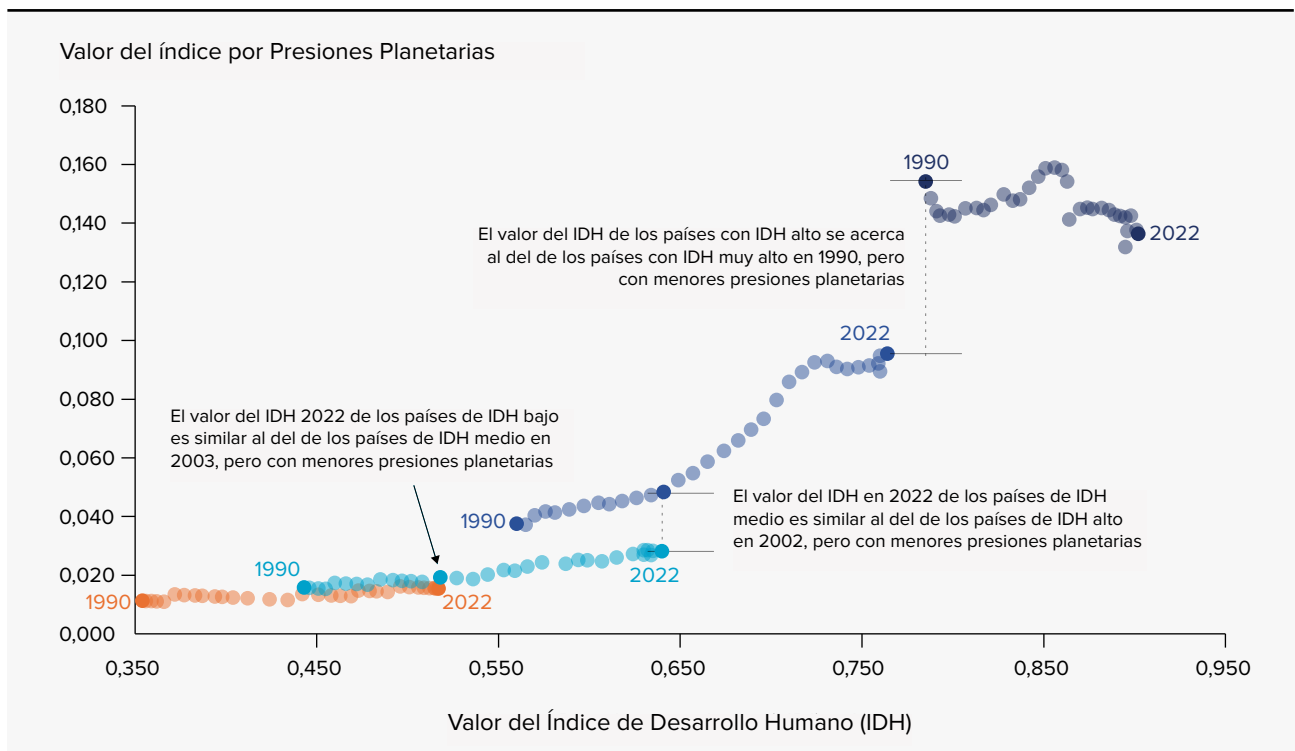 Valor del índice por Presiones Planetarias
0,180
0,160
0,140
0,120
0,100
0,080
0,060
0,040
0,020
0,000
1990
2022
El valor del IDH de los países con IDH alto se acerca
al del de los países con IDH muy alto en 1990, pero
con menores presiones planetarias
2022
El valor del IDH 2022 de los países de IDH bajo
es similar al del de los países de IDH medio en
2003, pero con menores presiones planetarias
El valor del IDH en 2022 de los países de IDH
medio es similar al del de los países de IDH alto
en 2002, pero con menores presiones planetarias
1990
1990
2022
1990
2022
0,350
0,450
0,550
0,650
0,750
0,850
0,950
Valor del Índice de Desarrollo Humano (IDH)